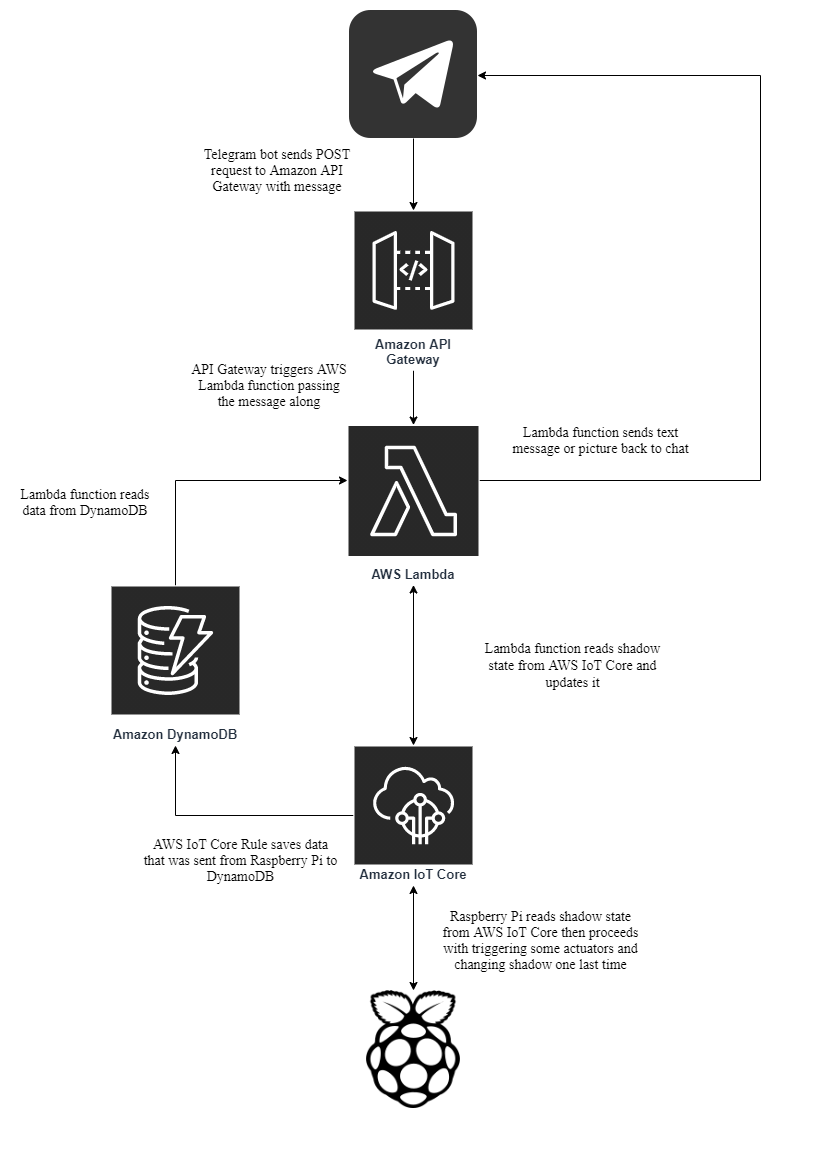 Telegram bot sends POST
request to Amazon API
Gateway with message
</>
Amazon API
Gateway
API Gateway triggers AWS
Lambda function passing
the message along
Lambda function sends text
message or picture back to chat
Lambda function reads
data from DynamoDB
AWS Lambda
Lambda function reads shadow
state from AWS IoT Core and
updates it
Amazon DynamoDB
AWS IoT Core Rule saves data
that was sent from Raspberry Pi to
DynamoDB
Amazon IoT Core
Raspberry Pi reads shadow state
from AWS IoT Core then proceeds
with triggering some actuators and
changing shadow one last time